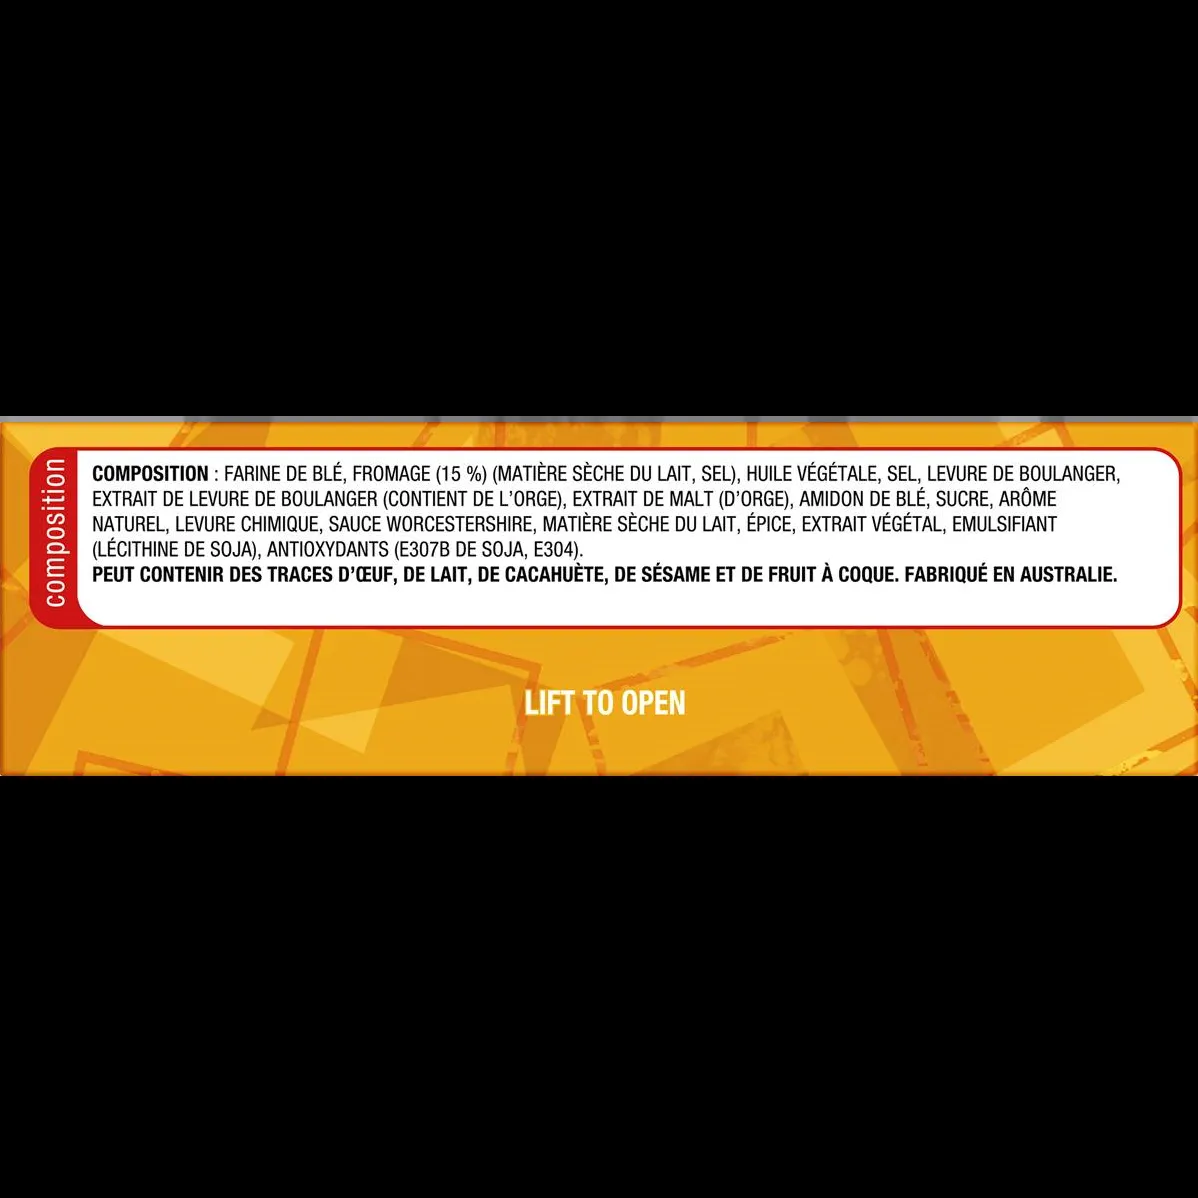 composition
COMPOSITION : FARINE DE BLÉ, FROMAGE (15 %) (MATIÈRE SÈCHE DU LAIT, SEL), HUILE VÉGÉTALE, SEL, LEVURE DE BOULANGER,
EXTRAIT DE LEVURE DE BOULANGER (CONTIENT DE L'ORGE), EXTRAIT DE MALT (D'ORGE), AMIDON DE BLÉ, SUCRE, ARÔME
NATUREL, LEVURE CHIMIQUE, SAUCE WORCESTERSHIRE, MATIÈRE SÈCHE DU LAIT, ÉPICE, EXTRAIT VÉGÉTAL, EMULSIFIANT
(LÉCITHINE DE SOJA), ANTIOXYDANTS (E307B DE SOJA, E304).
PEUT CONTENIR DES TRACES D'ŒUF, DE LAIT, DE CACAHUÈTE, DE SÉSAME ET DE FRUIT À COQUE. FABRIQUÉ EN AUSTRALIE.
LIFT TO OPEN